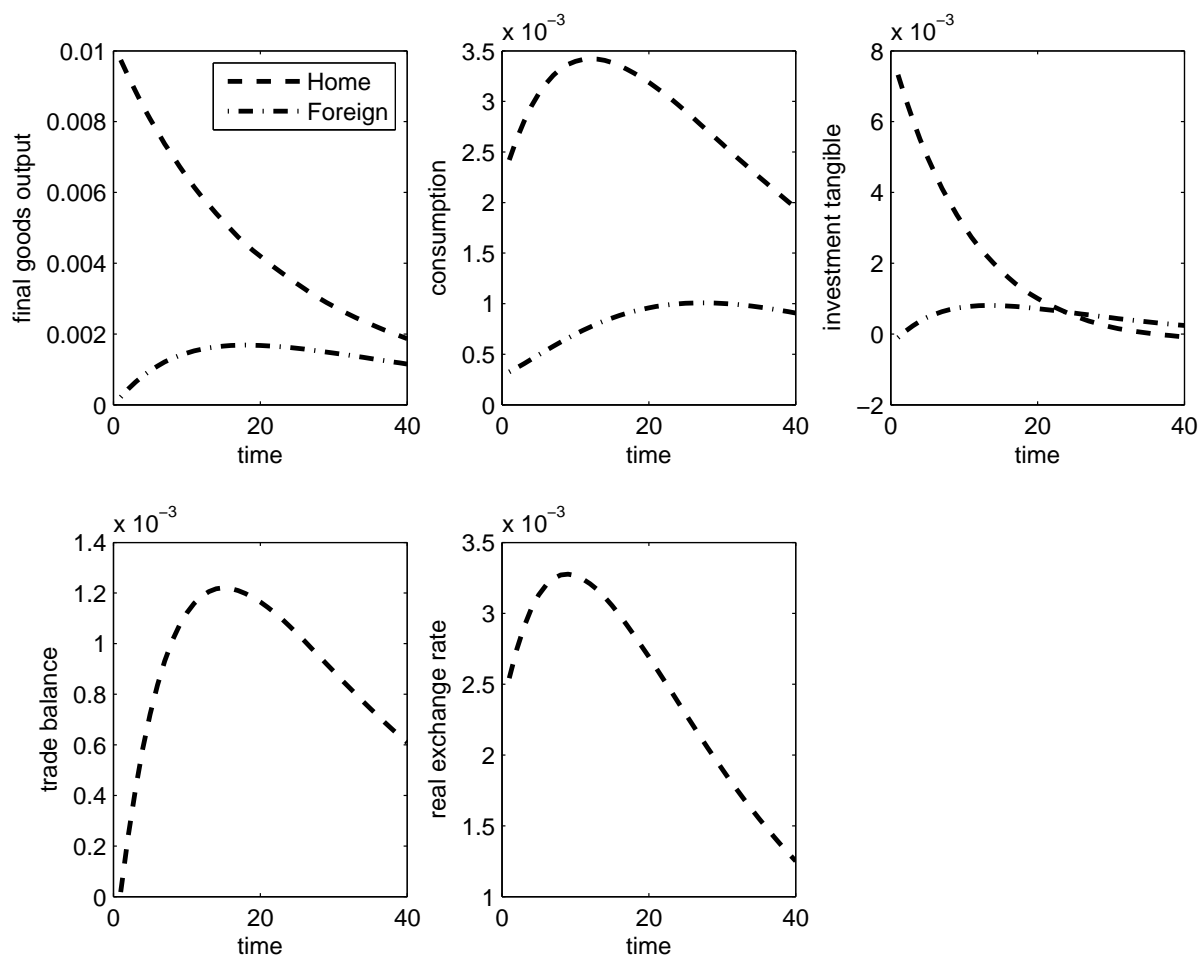 0.01
0.008
0.006
0.004
0.002
0
0 20 40
time
final goods output
Home
Foreign
x 10−3
3.5
3
2.5
2
1.5
1
0.5
0
0 20 40
time
consumption
x 10−3
8
6
4
2
0
−2
0 20 40
time
investment tangible
x 10−3
1.4
1.2
1
0.8
0.6
0.4
0.2
0
0 20 40
time
trade balance
x 10−3
3.5
3
2.5
2
1.5
1
0 20 40
time
real exchange rate